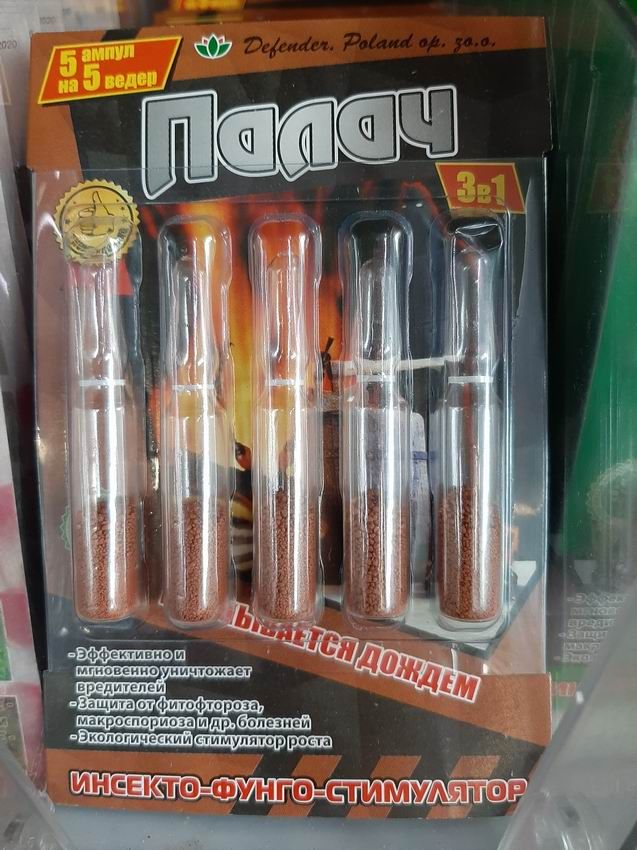 5 ампул
на 5 ведер
Defender. Poland op. zo.o.
Палач
3в1
ЫВАЕТСЯ ДОЖДЕМ
-Эффективно и
мгновенно уничтожает
вредителей
-Защита от фитофтороза,
макроспориоза и др. болезней
-Экологический стимулятор роста
ИНСЕКТО-ФУНГО-СТИМУЛЯТОР
2020